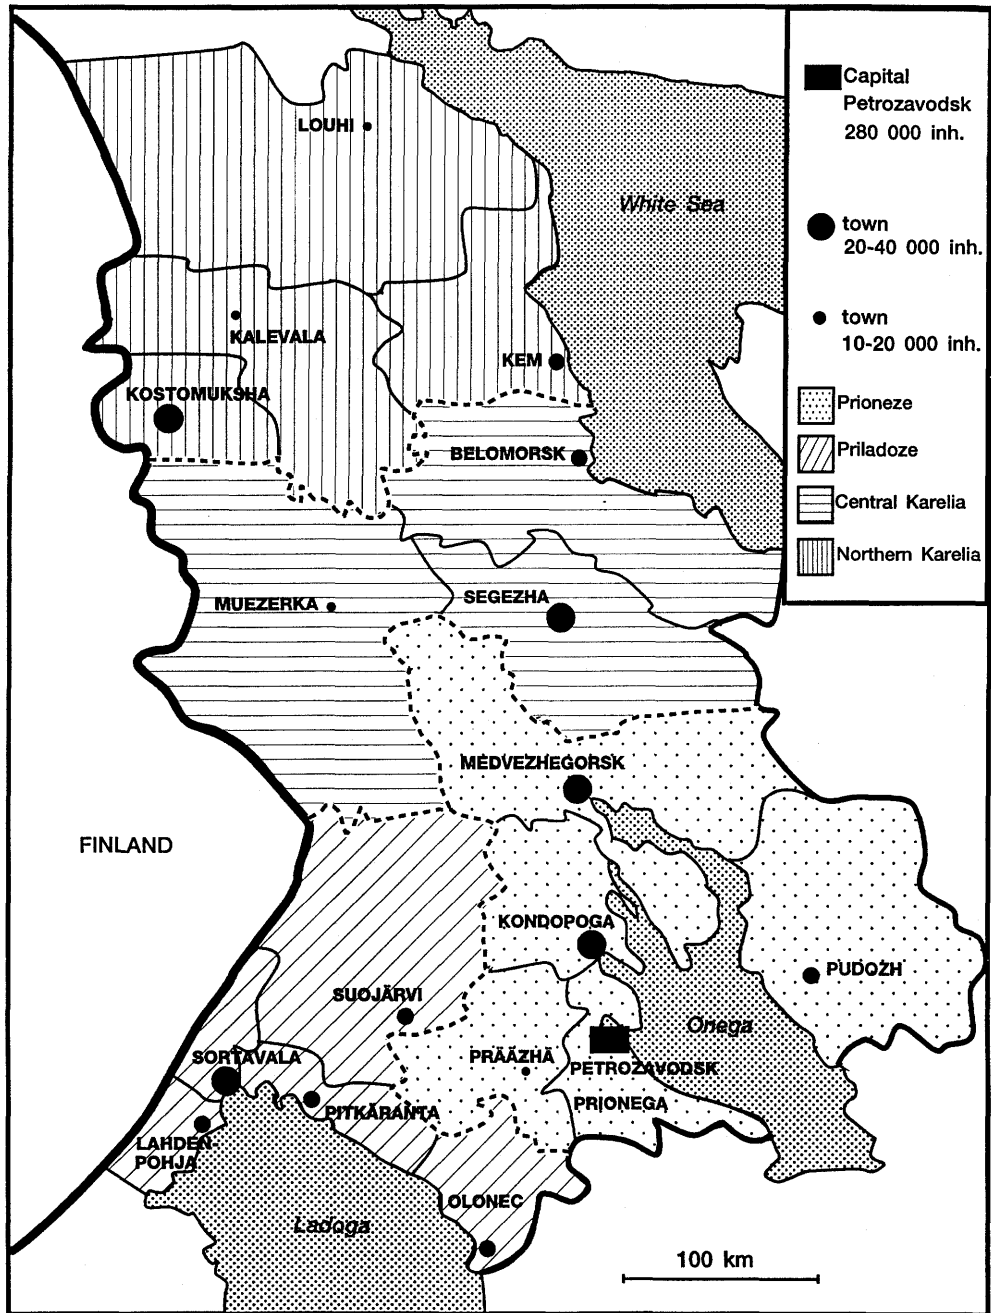 Capital
Petrozavodsk
280 000 inh.
town
20-40 000 inh.
town
10-20 000 inh.
Prioneze
Priladoze
Central Karelia
Northern Karelia
LOUHI
White Sea
KALEVALA
KEM
KOSTOMUKSHA
BELOMORSK
MUEZERKA
SEGEZHA
MEDVEZHEGORSK
FINLAND
KONDOPOGA
PUDOZH
SUOJÄRVI
Onega
SORTAVALA
PRÄÄZHÄ
PETROZAVODSK
PRIONEGA
PITKÄRANTA
LAHDEN-
POHJA
OLONEC
Ladoga
100 km